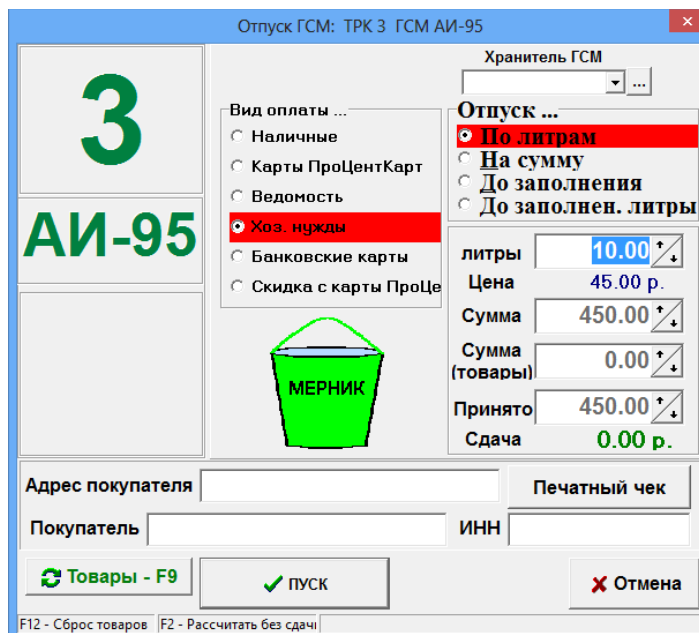 Отпуск ГСМ: ТРК 3 ГСМ АИ-95
×
3
АИ-95
Хранитель ГСМ
...
Вид оплаты ...
Наличные
Карты ПроЦентКарт
Ведомость
Хоз. нужды
Банковские карты
Скидка с карты ПроЦе
МЕРНИК
Отпуск ...
По литрам
На сумму
До заполнения
До заполнен. литры
литры 10.00
Цена 45.00 р.
Сумма 450.00
Сумма (товары) 0.00
Принято 450.00
Сдача 0.00 р.
Адрес покупателя
Печатный чек
Покупатель ИНН
Товары - F9
ПУСК
Отмена
F12 - Сброс товаров F2 - Рассчитать без сдачи